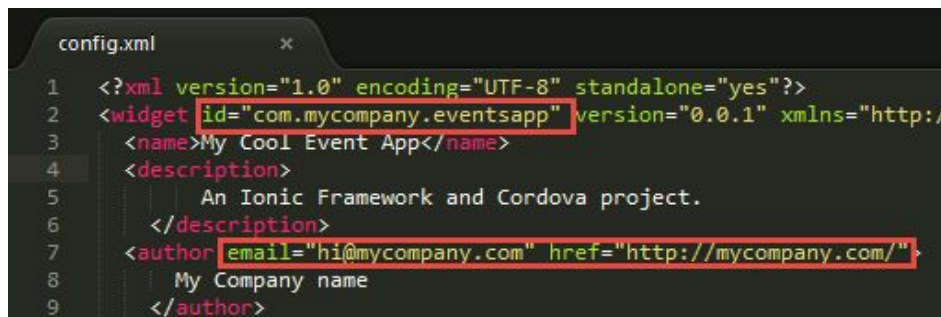 config.xml ×
1 <?xml version="1.0" encoding="UTF-8" standalone="yes"?>
2 <widget id="com.mycompany.eventsapp" version="0.0.1" xmlns="http:/
3 <name>My Cool Event App</name>
4 <description>
5 An Ionic Framework and Cordova project.
6 </description>
7 <author email="hi@mycompany.com" href="http://mycompany.com/">
8 My Company name
9 </author>